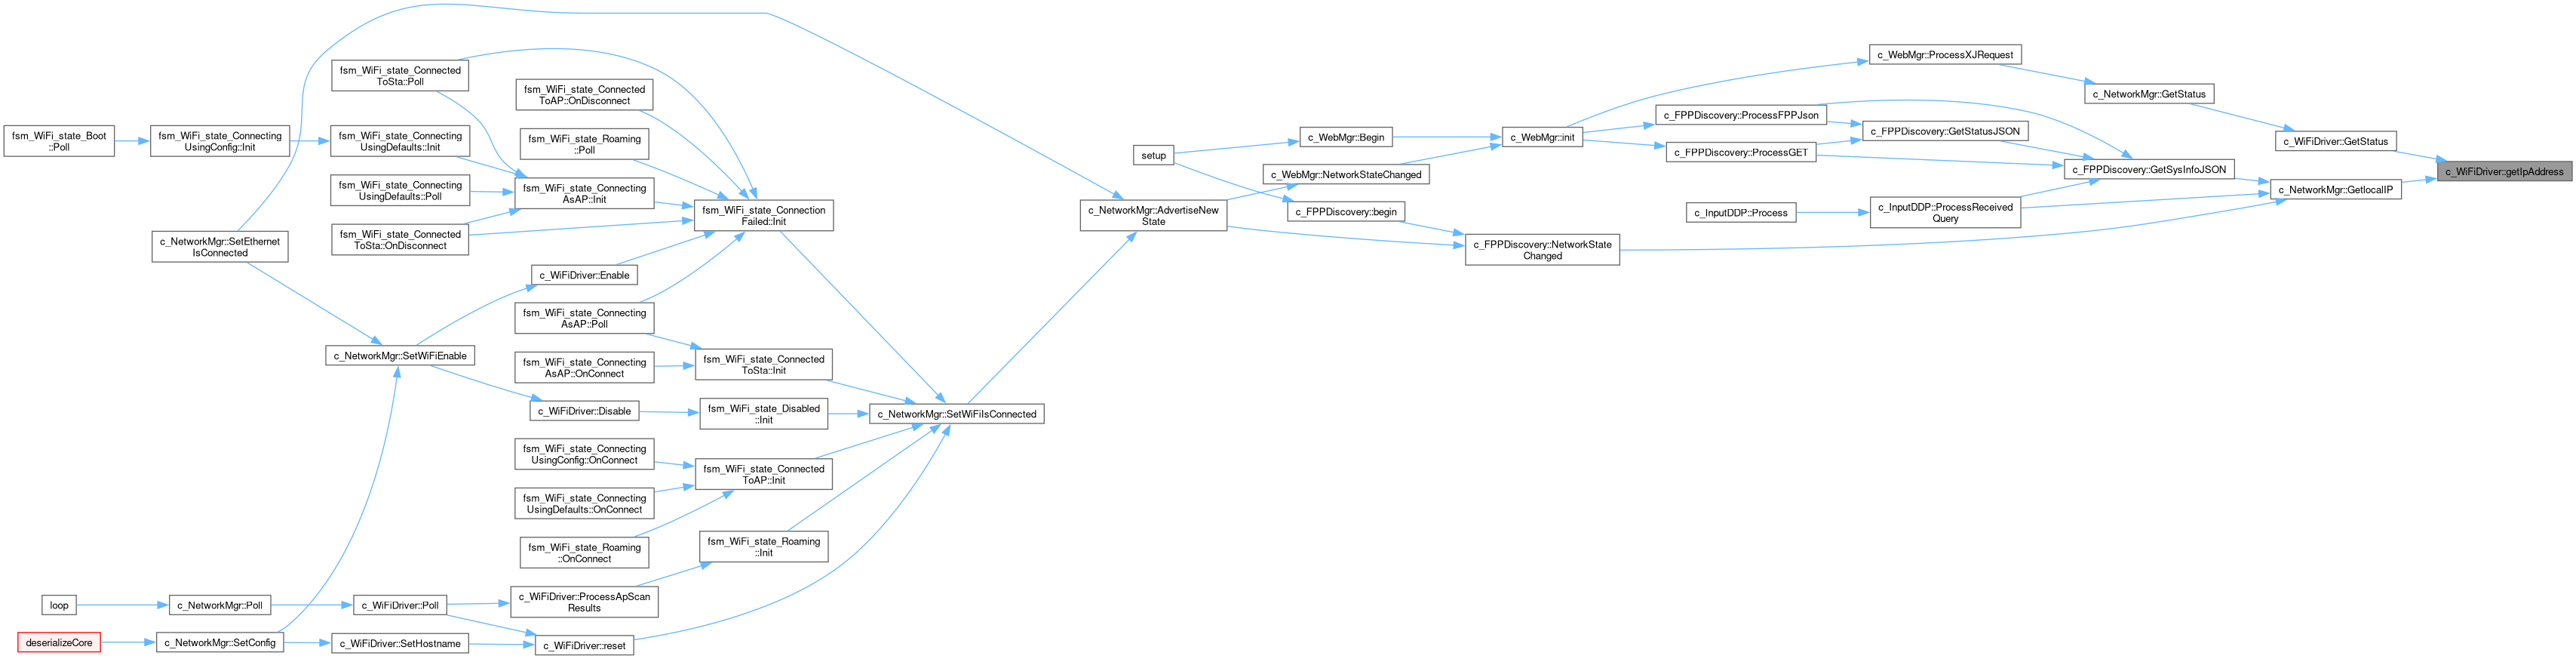 fsm_WiFi_state_Boot
::Poll
fsm_WiFi_state_Connecting
UsingConfig::Init
c_NetworkMgr::SetEthernet
IsConnected
loop
c_NetworkMgr::Poll
deserializeCore
c_NetworkMgr::SetConfig
fsm_WiFi_state_Connected
ToSta::Poll
fsm_WiFi_state_Connecting
UsingDefaults::Init
fsm_WiFi_state_Connecting
UsingDefaults::Poll
fsm_WiFi_state_Connected
ToSta::OnDisconnect
c_NetworkMgr::SetWiFiEnable
c_WiFiDriver::Poll
c_WiFiDriver::SetHostname
fsm_WiFi_state_Connected
ToAP::OnDisconnect
fsm_WiFi_state_Roaming
::Poll
fsm_WiFi_state_Connecting
AsAP::Init
c_WiFiDriver::Enable
fsm_WiFi_state_Connecting
AsAP::Poll
fsm_WiFi_state_Connecting
AsAP::OnConnect
c_WiFiDriver::Disable
fsm_WiFi_state_Connecting
UsingConfig::OnConnect
fsm_WiFi_state_Connecting
UsingDefaults::OnConnect
fsm_WiFi_state_Roaming
::OnConnect
c_WiFiDriver::ProcessApScan
Results
c_WiFiDriver::reset
fsm_WiFi_state_Connection
Failed::Init
fsm_WiFi_state_Connected
ToSta::Init
fsm_WiFi_state_Disabled
::Init
fsm_WiFi_state_Connected
ToAP::Init
fsm_WiFi_state_Roaming
::Init
c_NetworkMgr::SetWiFiIsConnected
setup
c_NetworkMgr::AdvertiseNew
State
c_WebMgr::Begin
c_WebMgr::NetworkStateChanged
c_FPPDiscovery::begin
c_WebMgr::init
c_FPPDiscovery::NetworkState
Changed
c_FPPDiscovery::ProcessFPPJson
c_FPPDiscovery::ProcessGET
c_InputDDP::Process
c_WebMgr::ProcessXJRequest
c_FPPDiscovery::GetStatusJSON
c_InputDDP::ProcessReceived
Query
c_NetworkMgr::GetStatus
c_FPPDiscovery::GetSysInfoJSON
c_WiFiDriver::GetStatus
c_NetworkMgr::GetlocalIP
c_WiFiDriver::getIpAddress